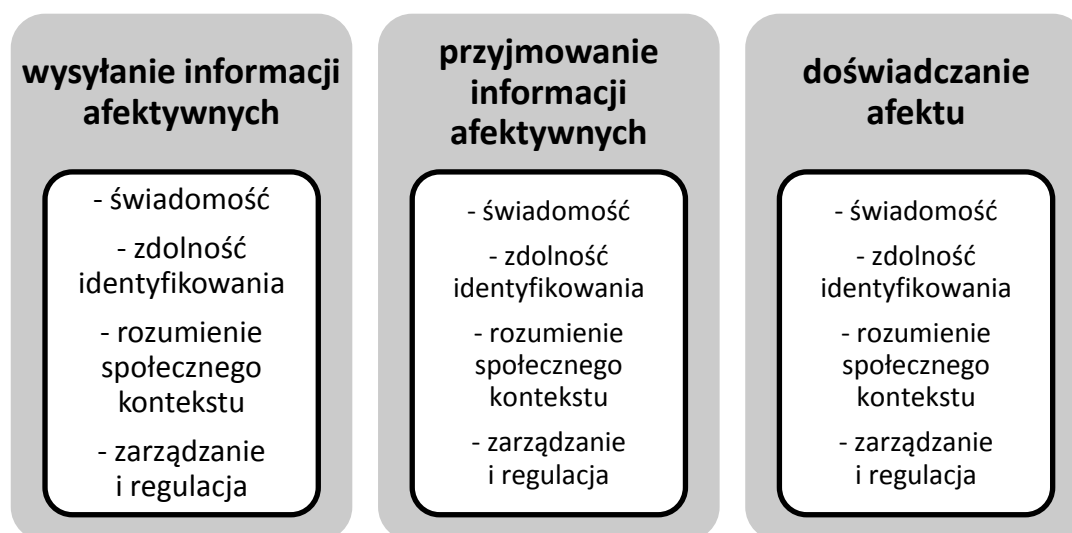 wysyłanie informacji
afektywnych
- świadomość
- zdolność
identyfikowania
- rozumienie
społecznego
kontekstu
- zarządzanie
i regulacja
przyjmowanie
informacji
afektywnych
- świadomość
- zdolność
identyfikowania
- rozumienie
społecznego
kontekstu
- zarządzanie
i regulacja
doświadczanie
afektu
- świadomość
- zdolność
identyfikowania
- rozumienie
społecznego
kontekstu
- zarządzanie
i regulacja